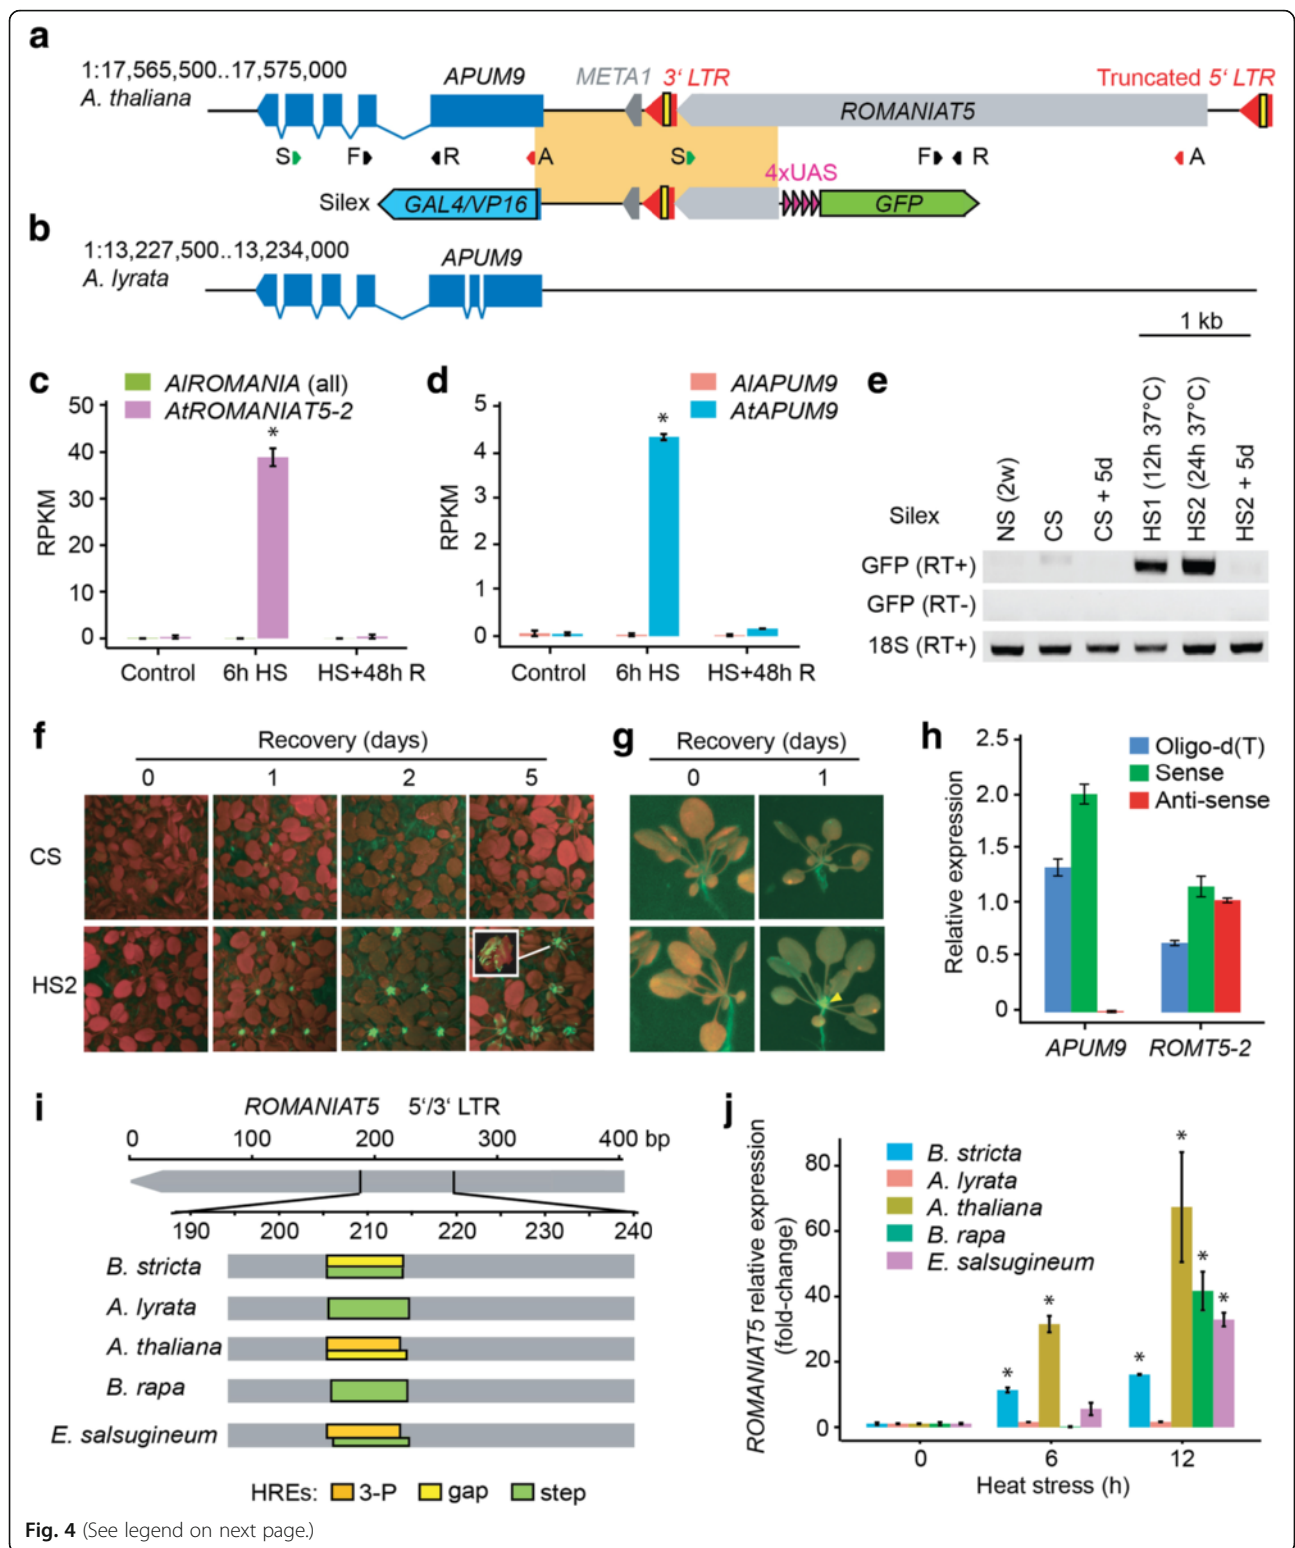 a
1:17,565,500..17,575,000
A. thaliana
APUM9
META1
3‘ LTR
Truncated 5‘ LTR
ROMANIAT5
S F R A S F R A
4xUAS
Silex
GAL4/VP16
GFP
b
1:13,227,500..13,234,000
A. lyrata
APUM9
1 kb
c
AlROMANIA (all)
AtROMANIAT5-2
RPKM
50
40
30
20
10
0
*
Control 6h HS HS+48h R
d
AlAPUM9
AtAPUM9
RPKM
5
4
3
2
1
0
*
Control 6h HS HS+48h R
e
Silex
NS (2w)
CS
CS + 5d
HS1 (12h 37°C)
HS2 (24h 37°C)
HS2 + 5d
GFP (RT+)
GFP (RT-)
18S (RT+)
f
Recovery (days)
0 1 2 5
CS
HS2
g
Recovery (days)
0 1
h
Oligo-d(T)
Sense
Anti-sense
Relative expression
2.5
2.0
1.5
1.0
0.5
0
APUM9 ROMT5-2
i
ROMANIAT5 5‘/3‘ LTR
0 100 200 300 400 bp
190 200 210 220 230 240
B. stricta
A. lyrata
A. thaliana
B. rapa
E. salsugineum
HREs: 3-P gap step
j
B. stricta
A. lyrata
A. thaliana
B. rapa
E. salsugineum
ROMANIAT5 relative expression
(fold-change)
80
60
40
20
0
* * * * * *
0 6 12
Heat stress (h)
Fig. 4 (See legend on next page.)